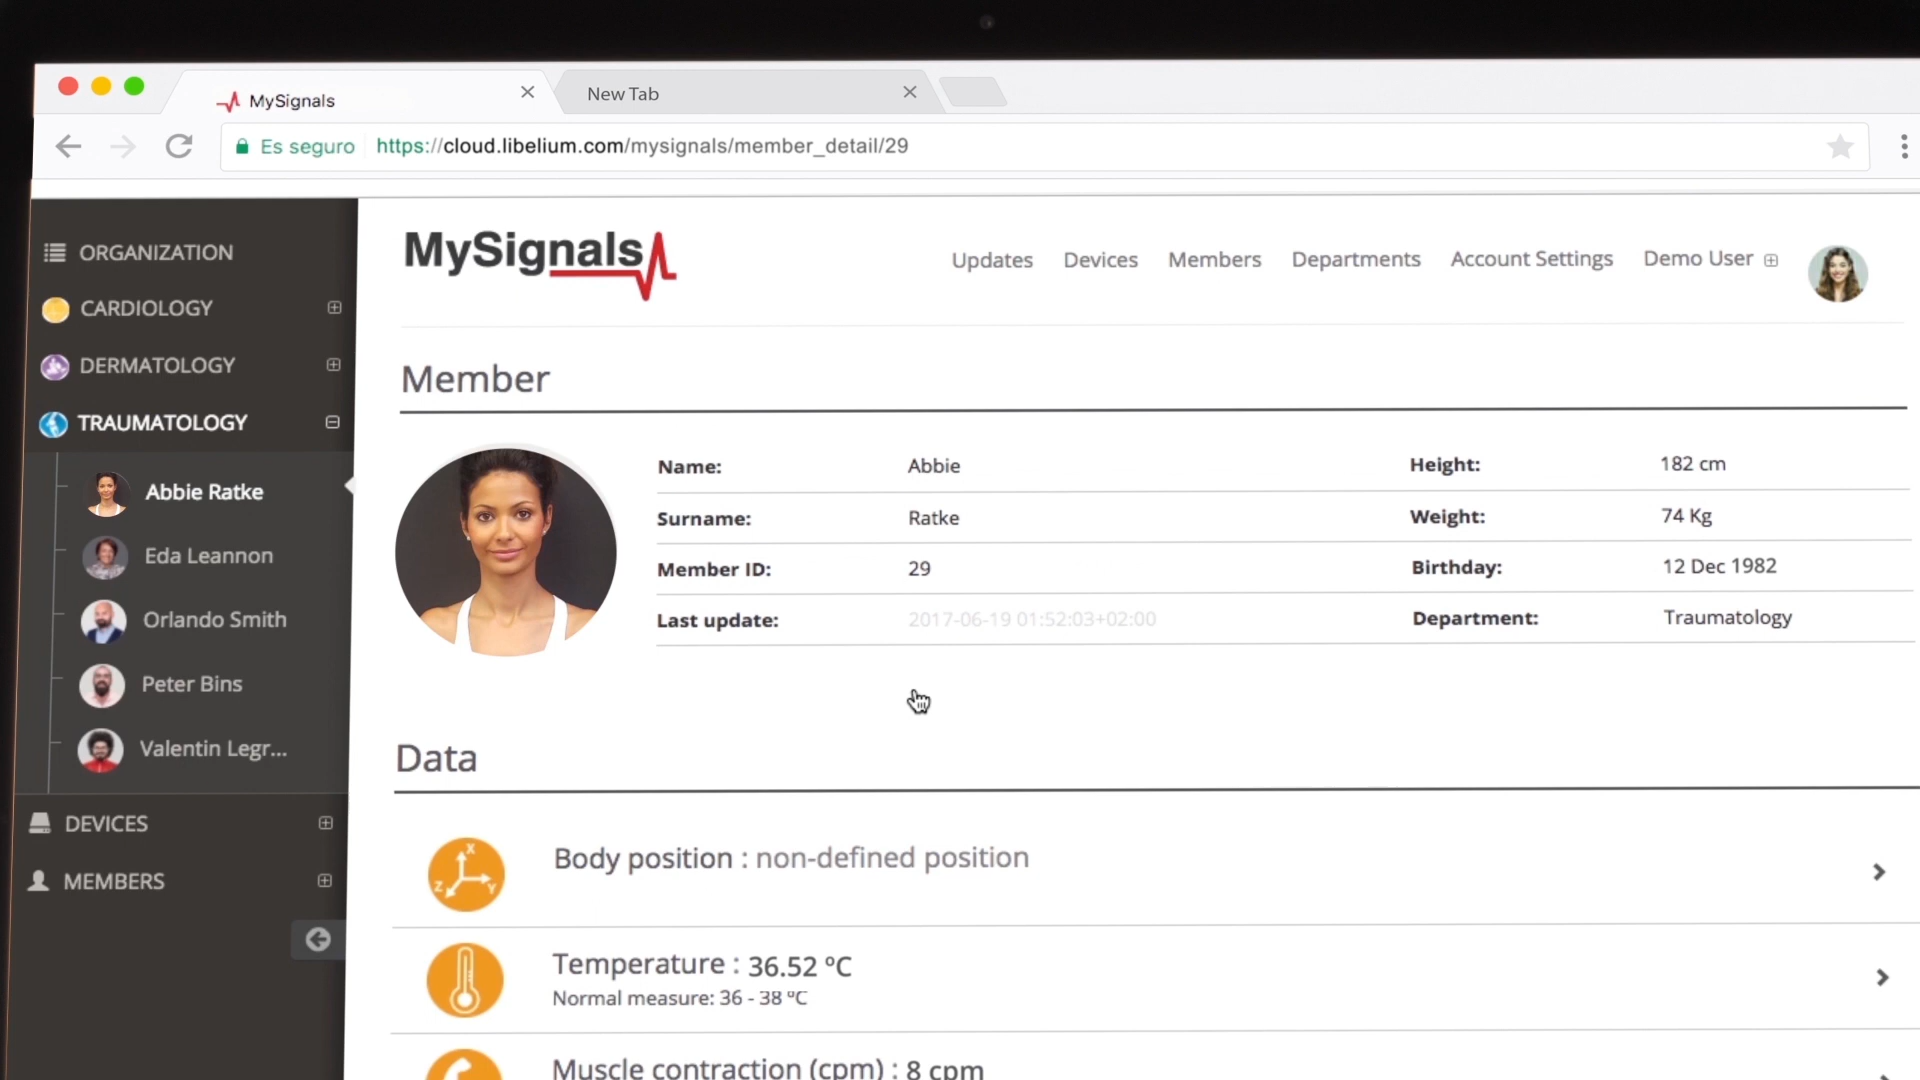 MySignals
New Tab
Es seguro https://cloud.libelium.com/mysignals/member_detail/29
ORGANIZATION
CARDIOLOGY
DERMATOLOGY
TRAUMATOLOGY
Abbie Ratke
Eda Leannon
Orlando Smith
Peter Bins
Valentin Legr...
DEVICES
MEMBERS
MySignals
Updates Devices Members Departments Account Settings Demo User
Member
Name: Abbie Height: 182 cm
Surname: Ratke Weight: 74 Kg
Member ID: 29 Birthday: 12 Dec 1982
Last update: 2017-06-19 01:52:03+02:00 Department: Traumatology
Data
X
Z Y
Body position : non-defined position
Temperature : 36.52 ºC
Normal measure: 36 - 38 ºC
Muscle contraction (cpm) : 8 cpm